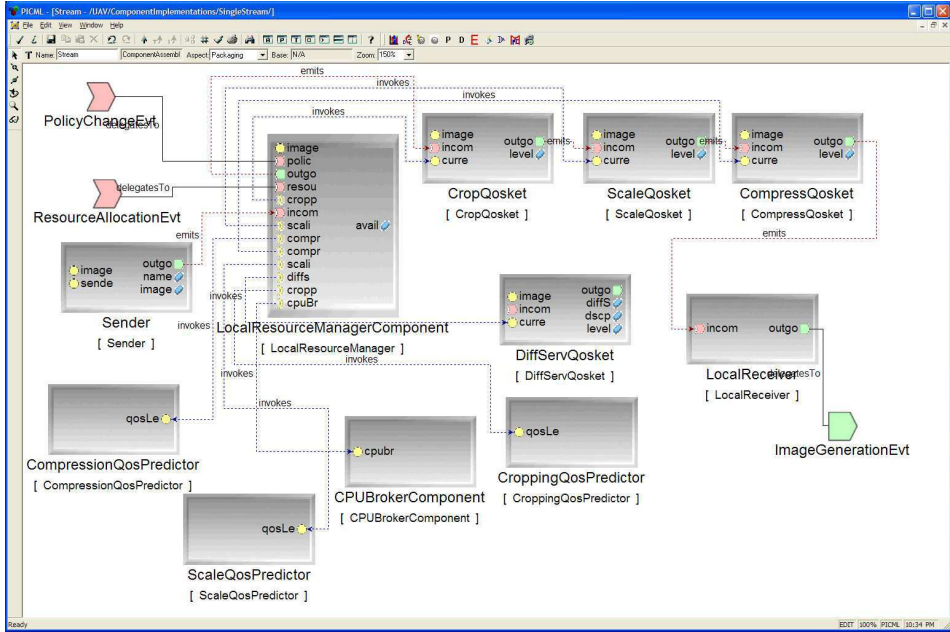 PICML - [Stream - /UAV/ComponentImplementations/SingleStream/]
File Edit View Window Help
Name: Stream ComponentAssembl Aspect: Packaging Base: N/A Zoom: 150%
emits
invokes
invokes
invokes
PolicyChangeEvt
delegatesTo
ResourceAllocationEvt
delegatesTo
image
polic
outgo
resou
cropp
incom
scali
compr
compr
scali
diffs
cropp
cpuBr
avail
LocalResourceManagerComponent
[ LocalResourceManager ]
image
incom
curre
outgo
level
CropQosket
[ CropQosket ]
emits
image
incom
curre
outgo
level
ScaleQosket
[ ScaleQosket ]
emits
image
incom
curre
outgo
level
CompressQosket
[ CompressQosket ]
emits
emits
image
sende
outgo
name
image
Sender
[ Sender ]
invokes
invokes
invokes
invokes
invokes
image
incom
curre
outgo
diffS
dscp
level
DiffServQosket
[ DiffServQosket ]
incom
outgo
LocalReceiver
[ LocalReceiver ]
delegatesTo
ImageGenerationEvt
qosLe
CompressionQosPredictor
[ CompressionQosPredictor ]
cpubr
CPUBrokerComponent
[ CPUBrokerComponent ]
qosLe
CroppingQosPredictor
[ CroppingQosPredictor ]
qosLe
ScaleQosPredictor
[ ScaleQosPredictor ]
Ready
EDIT 100% PICML 10:34 PM